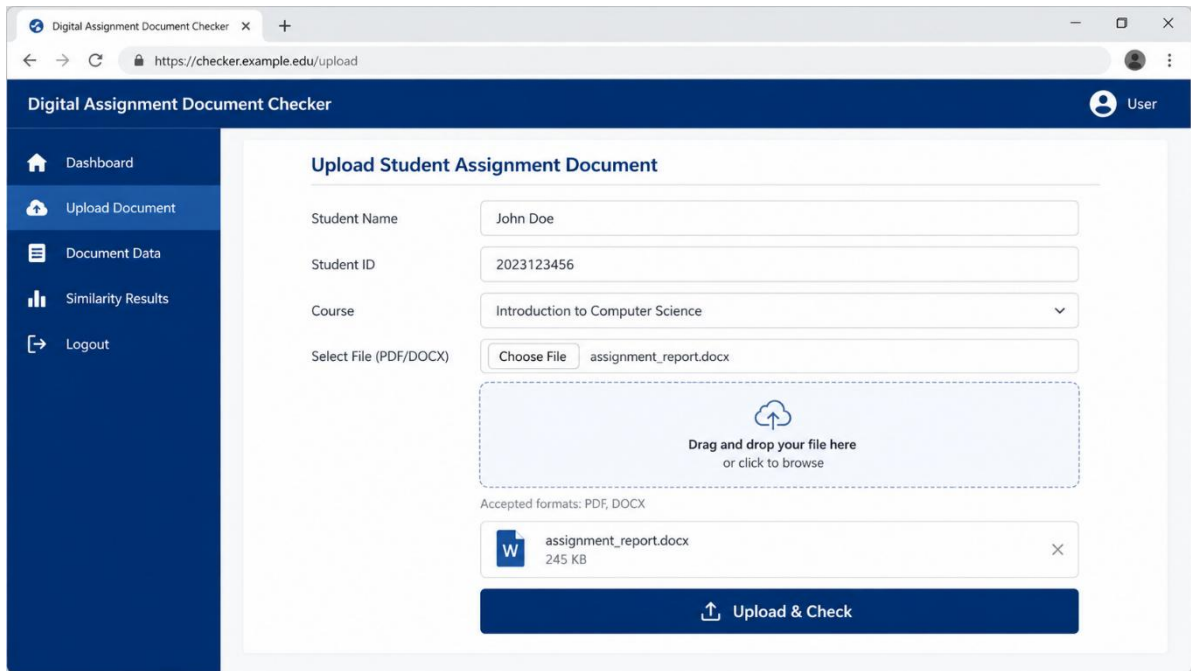 Digital Assignment Document Checker
https://checker.example.edu/upload
Digital Assignment Document Checker
User
Dashboard
Upload Document
Document Data
Similarity Results
Logout
Upload Student Assignment Document
Student Name
John Doe
Student ID
2023123456
Course
Introduction to Computer Science
Select File (PDF/DOCX)
Choose File
assignment_report.docx
Drag and drop your file here
or click to browse
Accepted formats: PDF, DOCX
W
assignment_report.docx
245 KB
Upload & Check